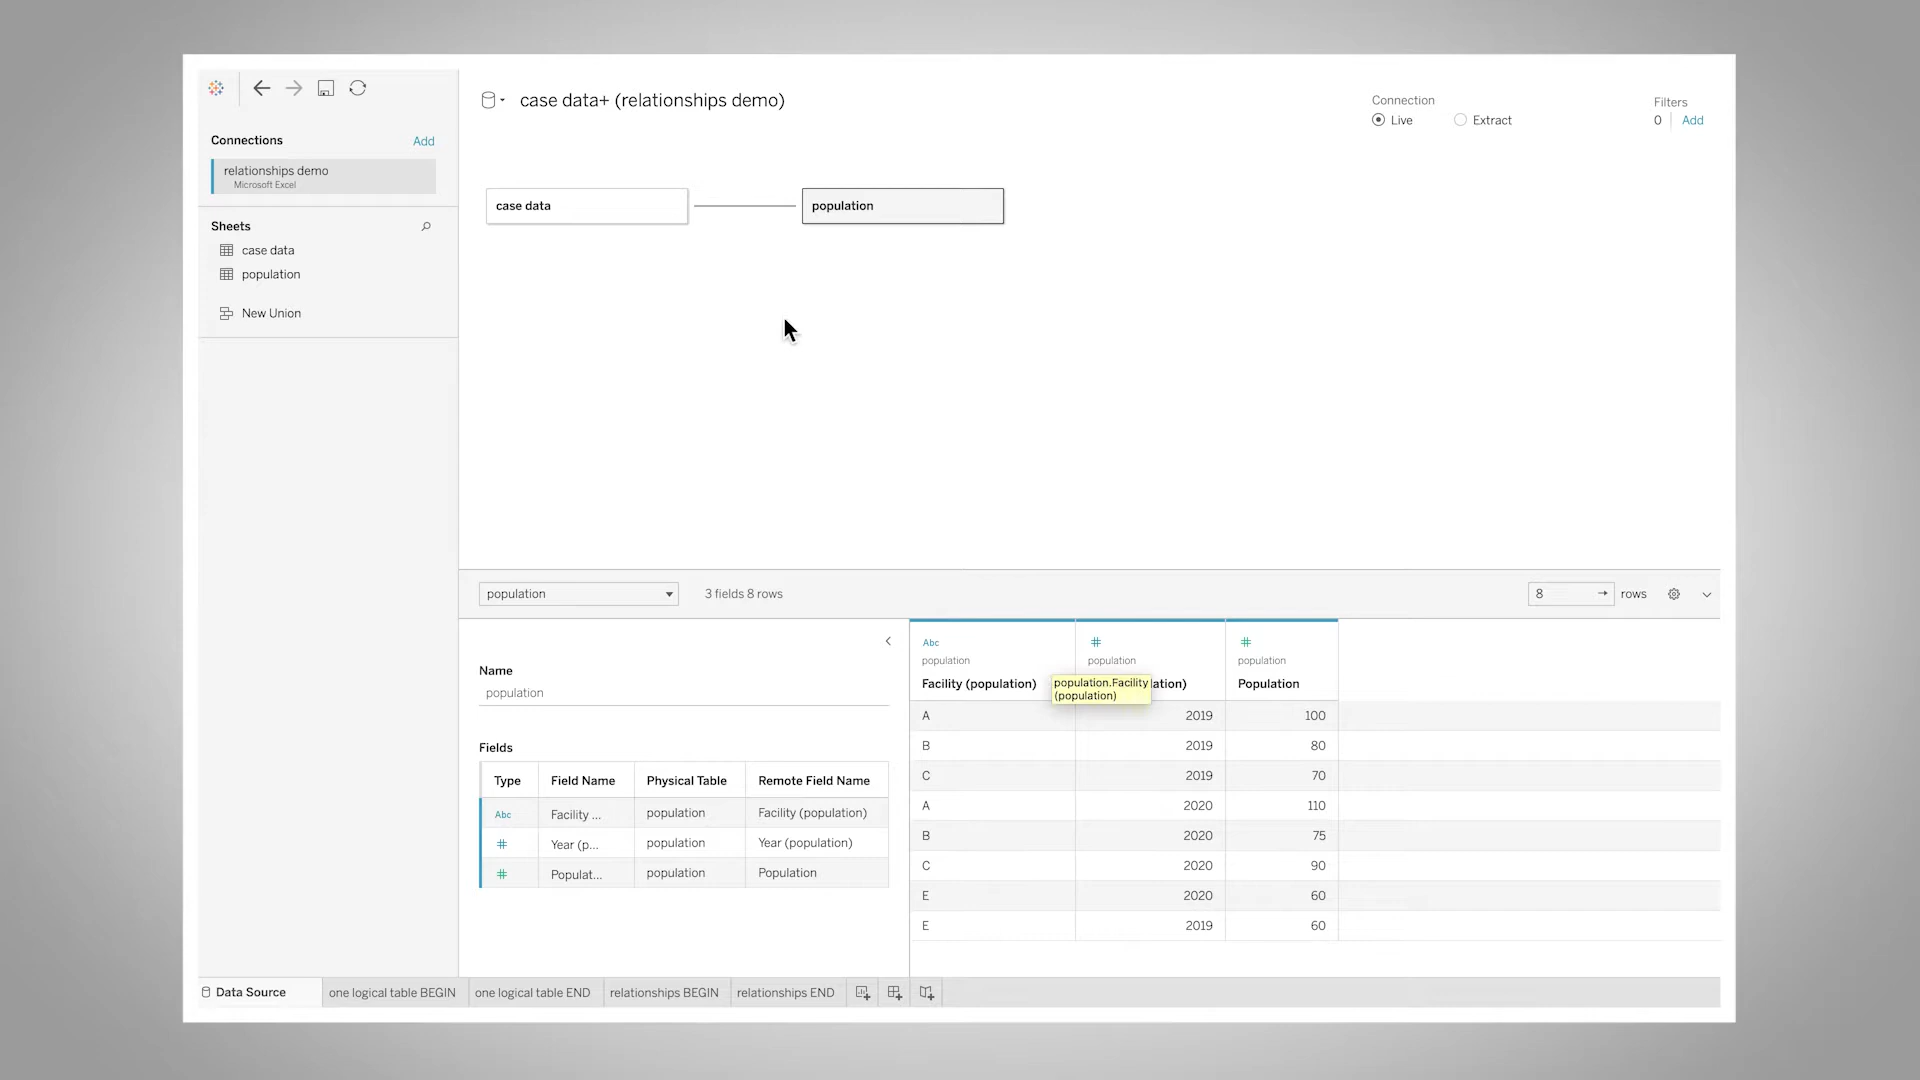 case data+ (relationships demo)
Connection
Live
Extract
Filters
0
Add
Connections
Add
relationships demo
Microsoft Excel
Sheets
case data
population
New Union
case data
population
population
3 fields 8 rows
8
rows
Name
population
Fields
Type
Field Name
Physical Table
Remote Field Name
Abc
Facility ...
population
Facility (population)
#
Year (p...
population
Year (population)
#
Populat...
population
Population
Abc
#
#
population
population
population
Facility (population)
lation)
Population
population.Facility
(population)
A 2019 100
B 2019 80
C 2019 70
A 2020 110
B 2020 75
C 2020 90
E 2020 60
E 2019 60
Data Source
one logical table BEGIN
one logical table END
relationships BEGIN
relationships END